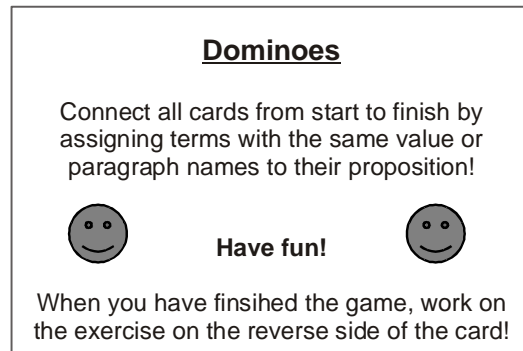 Dominoes
Connect all cards from start to finish by
assigning terms with the same value or
paragraph names to their proposition!
Have fun!
When you have finsihed the game, work on
the exercise on the reverse side of the card!